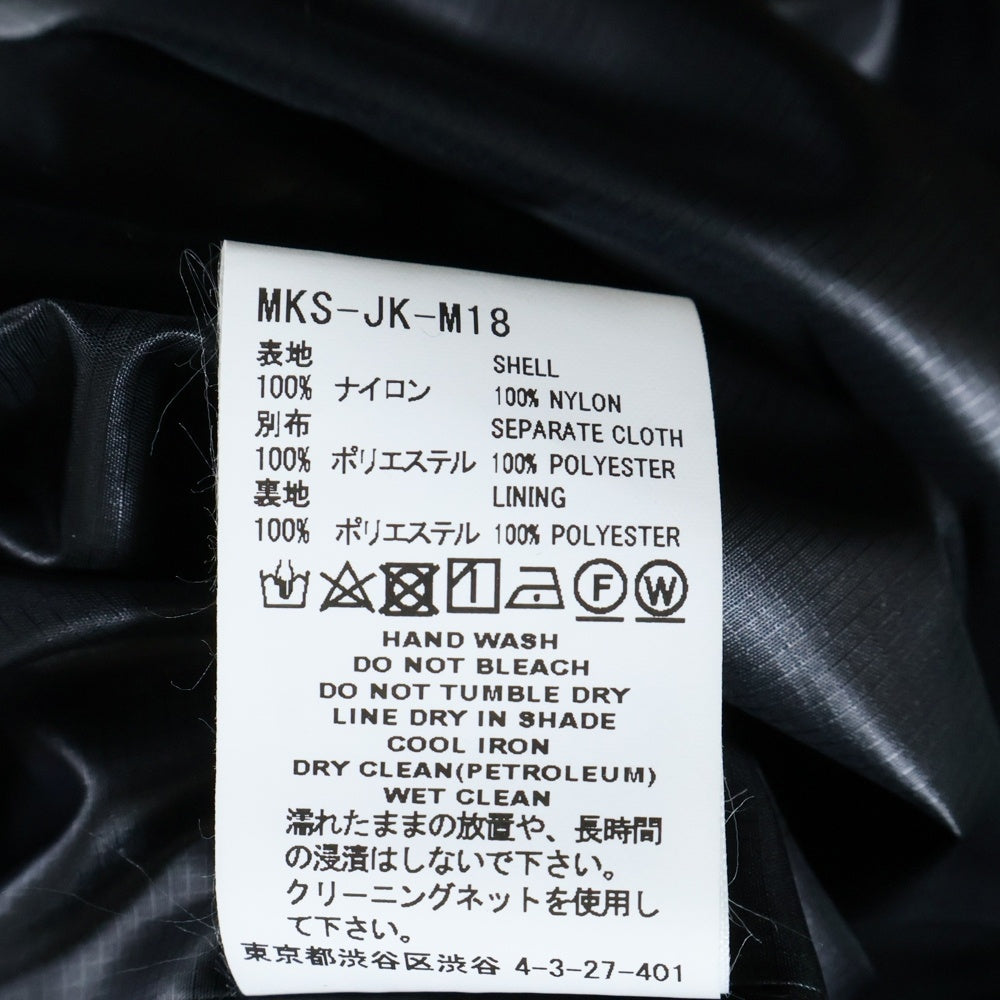 MKS-JK-M18
表地 SHELL
100% ナイロン 100% NYLON
別布 SEPARATE CLOTH
100% ポリエステル 100% POLYESTER
裏地 LINING
100% ポリエステル 100% POLYESTER
F W
HAND WASH
DO NOT BLEACH
DO NOT TUMBLE DRY
LINE DRY IN SHADE
COOL IRON
DRY CLEAN(PETROLEUM)
WET CLEAN
濡れたままの放置や、長時間
の浸漬はしないで下さい。
クリーニングネットを使用し
て下さい。
東京都渋谷区渋谷 4-3-27-401